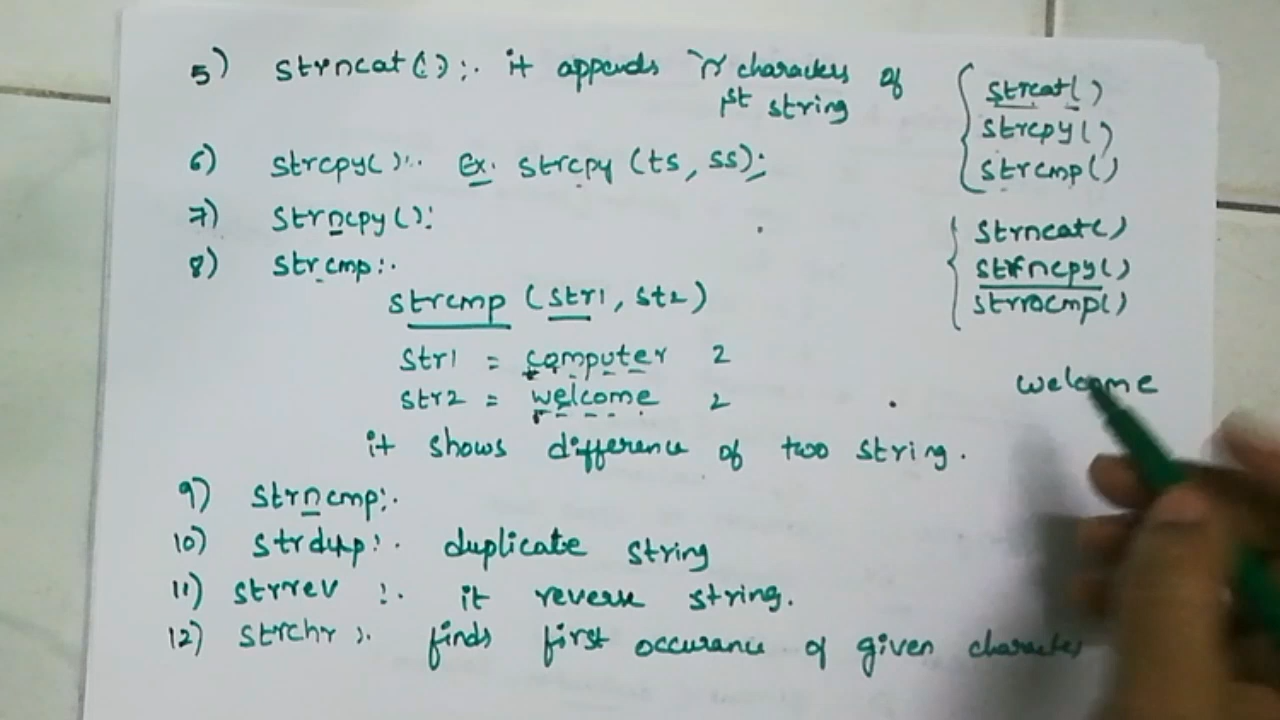 5) strncat() :. it appends 'n' characters of
1st string
6) strcpy() :. Ex. strcpy (ts, ss);
7) strncpy():
8) strcmp:.
strcmp (str1, st2)
str1 = computer 2
str2 = welcome 2
it shows difference of two string.
9) strncmp:.
10) strdup:. duplicate string
11) strrev :. it reverse string.
12) strchr :. finds first occurance of given character
strcat()
strcpy()
strcmp()
strncat()
strncpy()
strncmp()
welcome